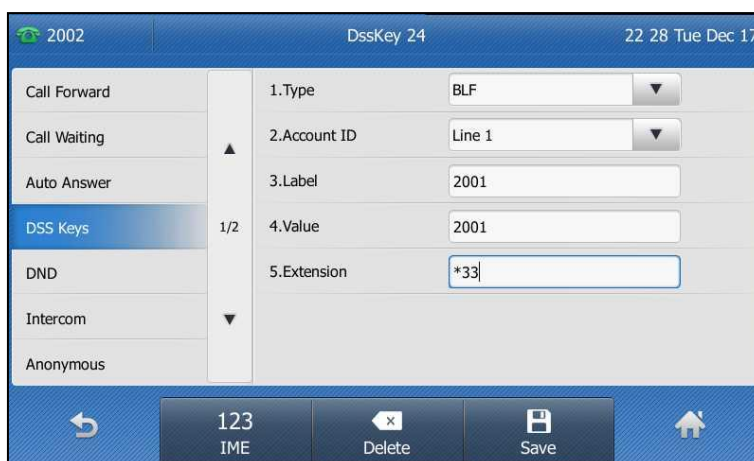 2002 DssKey 24 22 28 Tue Dec 17
Call Forward
Call Waiting
Auto Answer
DSS Keys
DND
Intercom
Anonymous
1/2
1.Type BLF
2.Account ID Line 1
3.Label 2001
4.Value 2001
5.Extension *33
123
IME
Delete
Save